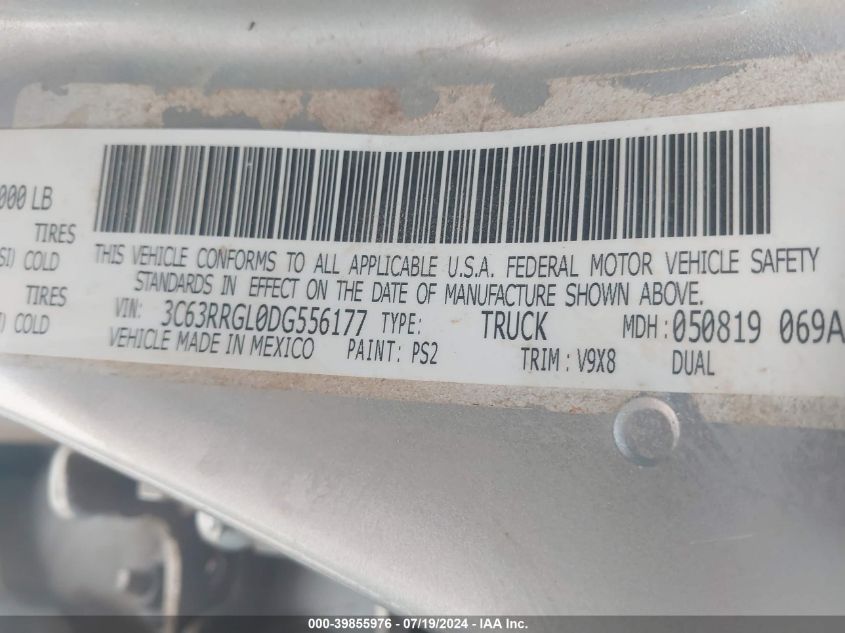 000 LB
TIRES
SI) COLD
TIRES
) COLD
THIS VEHICLE CONFORMS TO ALL APPLICABLE U.S.A. FEDERAL MOTOR VEHICLE SAFETY
STANDARDS IN EFFECT ON THE DATE OF MANUFACTURE SHOWN ABOVE.
VIN: 3C63RRGL0DG556177 TYPE: TRUCK MDH: 050819 069A
VEHICLE MADE IN MEXICO PAINT: PS2 TRIM: V9X8 DUAL
000-39855976 - 07/19/2024 - IAA Inc.